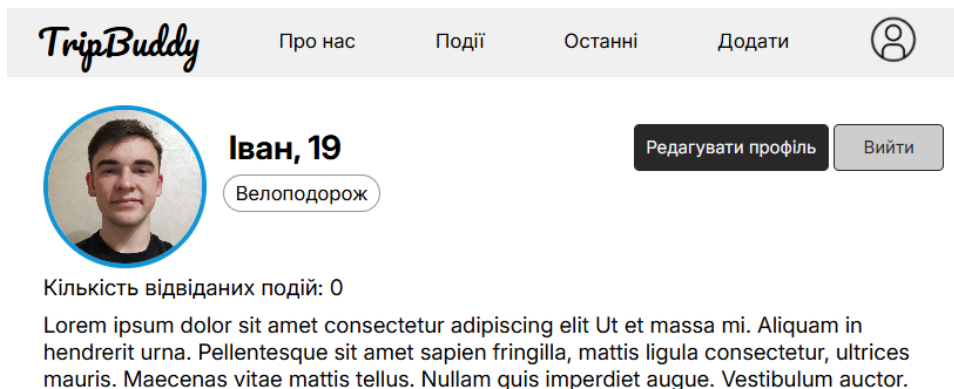 TripBuddy Про нас Події Останні Додати
Іван, 19
Редагувати профіль Вийти
Велоподорож
Кількість відвіданих подій: 0
Lorem ipsum dolor sit amet consectetur adipiscing elit Ut et massa mi. Aliquam in
hendrerit urna. Pellentesque sit amet sapien fringilla, mattis ligula consectetur, ultrices
mauris. Maecenas vitae mattis tellus. Nullam quis imperdiet augue. Vestibulum auctor.